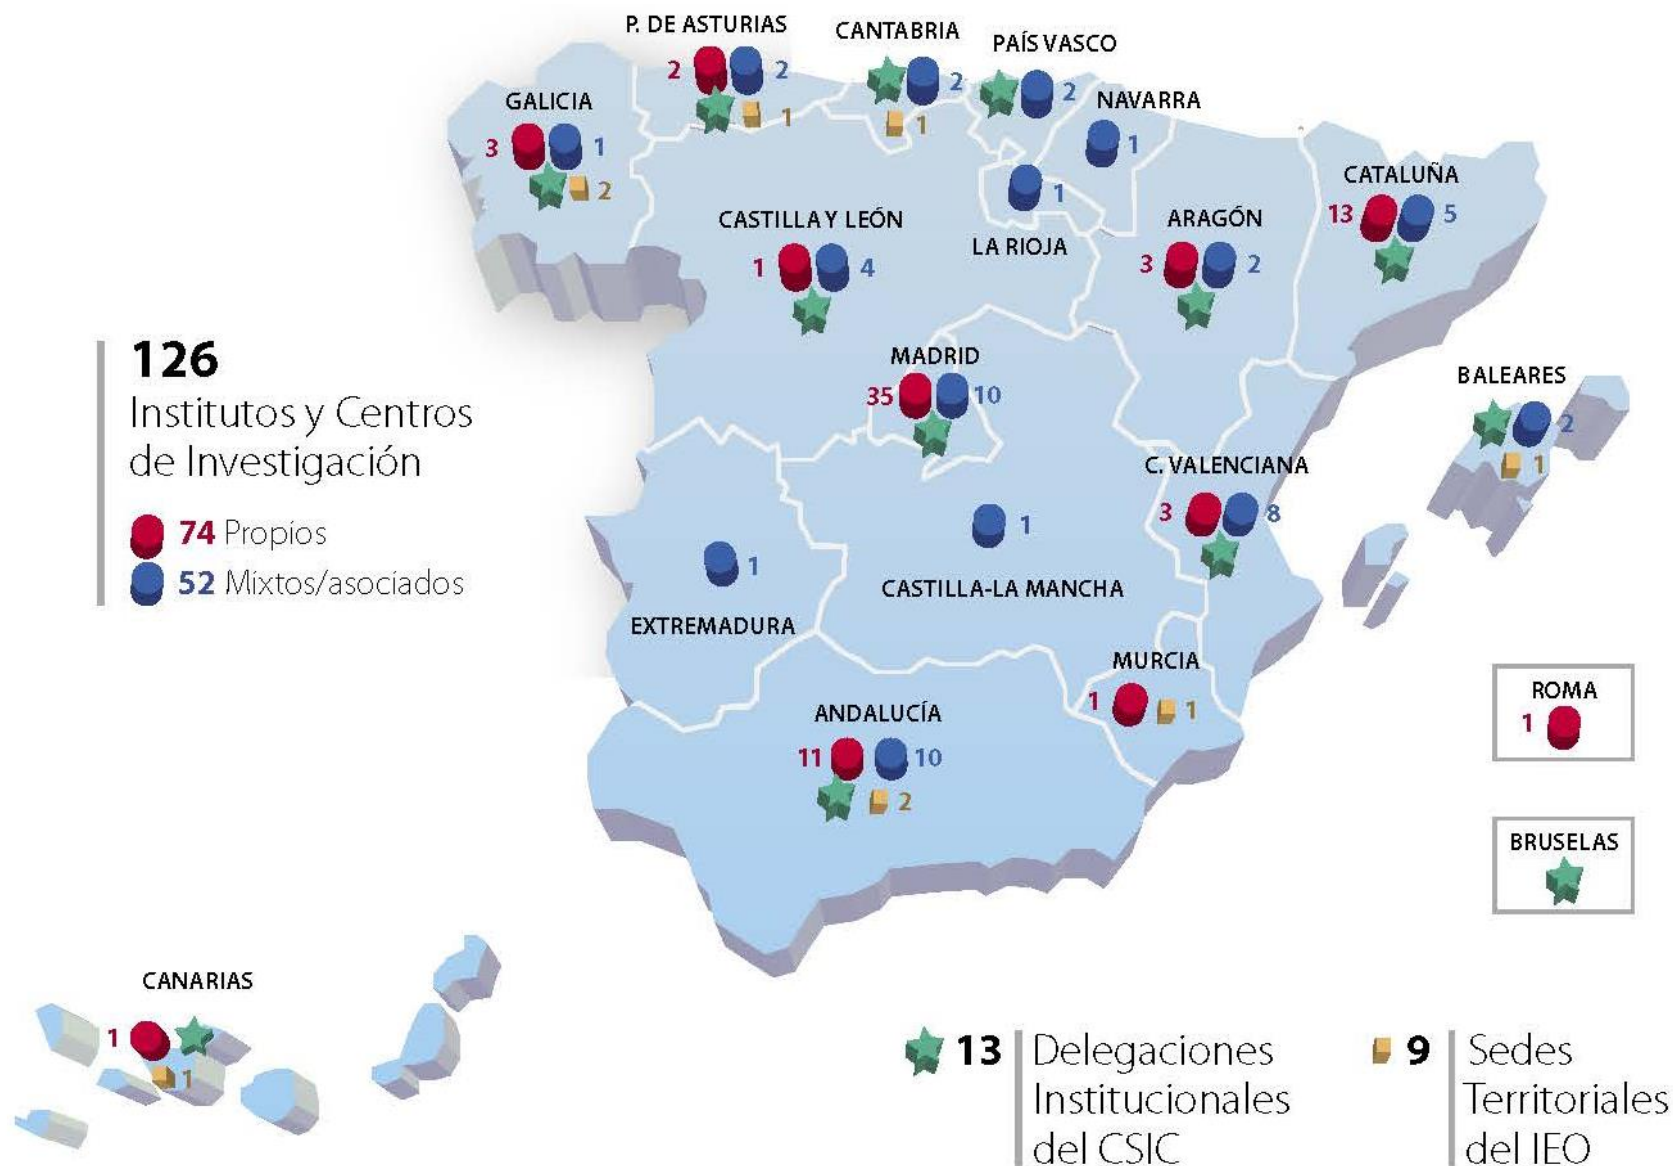 P. DE ASTURIAS
2 2
1
CANTABRIA
2
1
PAÍS VASCO
2
NAVARRA
1
GALICIA
3 1
2
1
LA RIOJA
CATALUÑA
13 5
CASTILLA Y LEÓN
1 4
ARAGÓN
3 2
126
Institutos y Centros
de Investigación
74 Propios
52 Mixtos/asociados
MADRID
35 10
BALEARES
2
1
C. VALENCIANA
3 8
1
CASTILLA-LA MANCHA
1
EXTREMADURA
MURCIA
1 1
ANDALUCÍA
11 10
2
ROMA
1
BRUSELAS
CANARIAS
1
1
13 Delegaciones
Institucionales
del CSIC
9 Sedes
Territoriales
del IEO